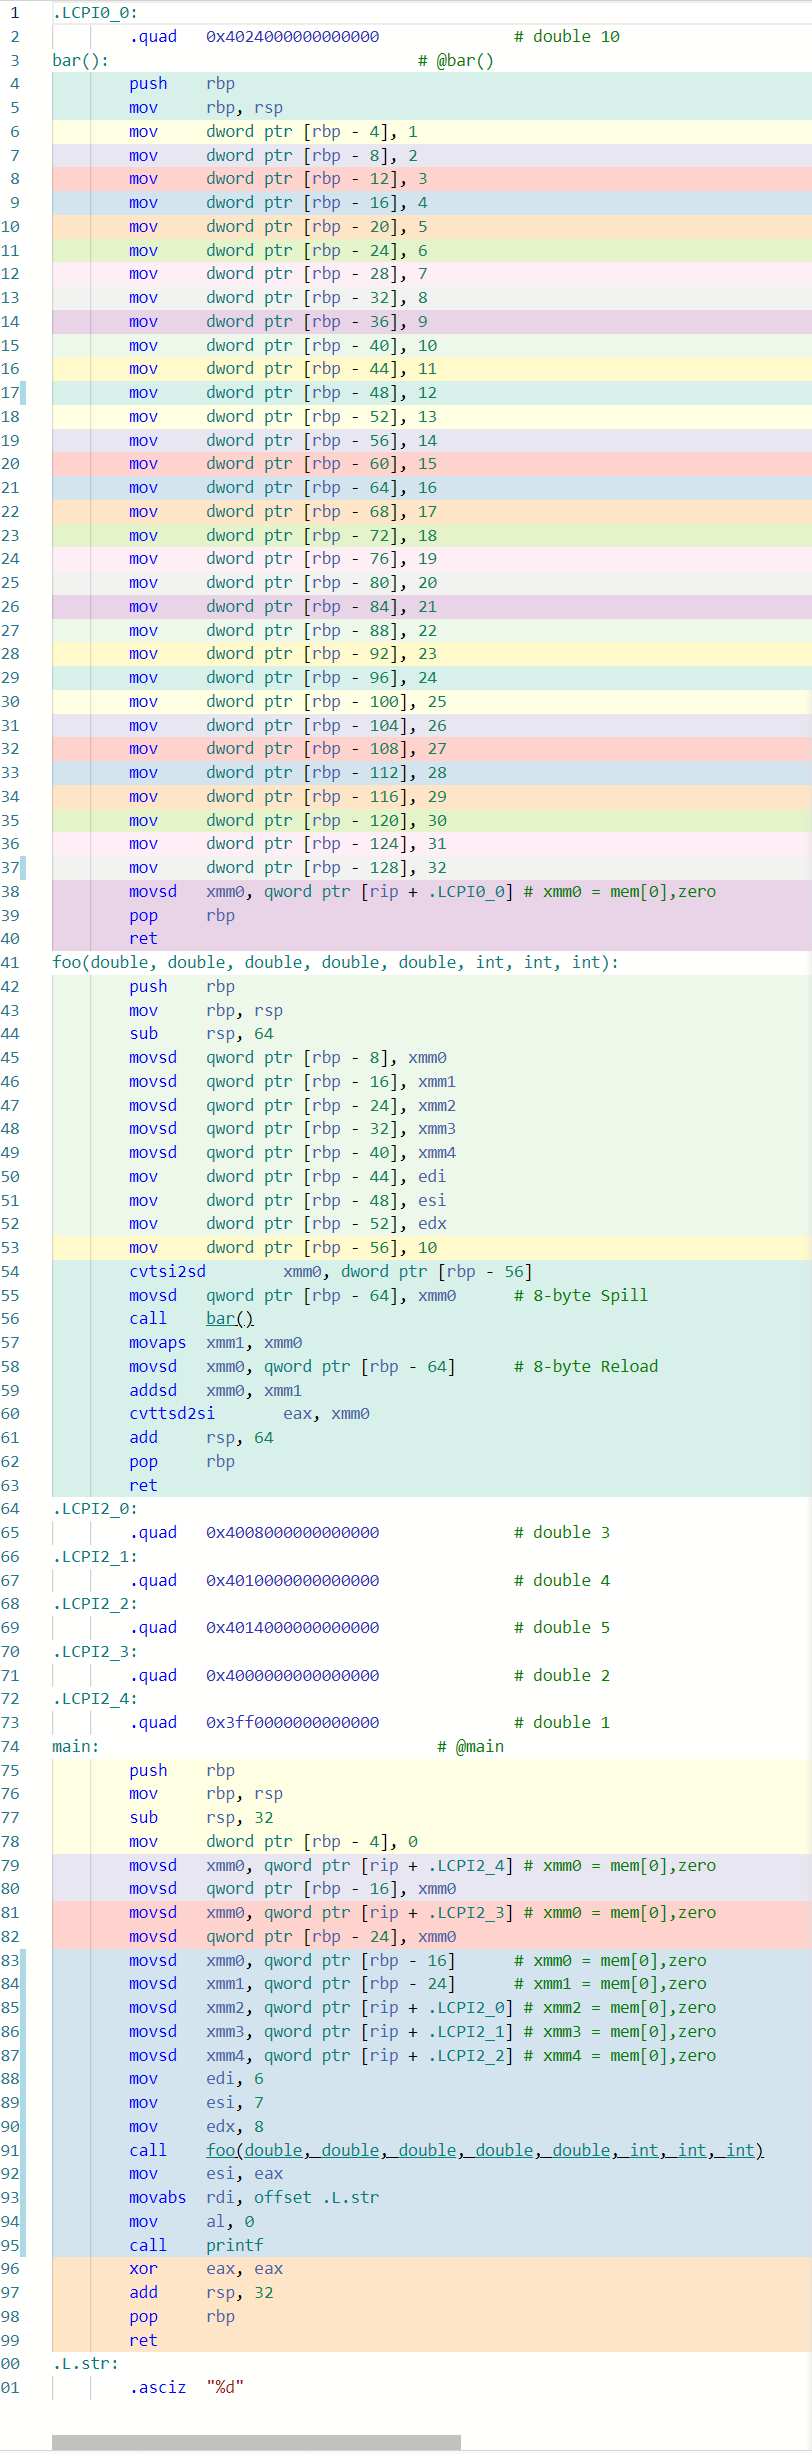 1 .LCPI0_0:
2 .quad 0x4024000000000000 # double 10
3 bar(): # @bar()
4 push rbp
5 mov rbp, rsp
6 mov dword ptr [rbp - 4], 1
7 mov dword ptr [rbp - 8], 2
8 mov dword ptr [rbp - 12], 3
9 mov dword ptr [rbp - 16], 4
10 mov dword ptr [rbp - 20], 5
11 mov dword ptr [rbp - 24], 6
12 mov dword ptr [rbp - 28], 7
13 mov dword ptr [rbp - 32], 8
14 mov dword ptr [rbp - 36], 9
15 mov dword ptr [rbp - 40], 10
16 mov dword ptr [rbp - 44], 11
17 mov dword ptr [rbp - 48], 12
18 mov dword ptr [rbp - 52], 13
19 mov dword ptr [rbp - 56], 14
20 mov dword ptr [rbp - 60], 15
21 mov dword ptr [rbp - 64], 16
22 mov dword ptr [rbp - 68], 17
23 mov dword ptr [rbp - 72], 18
24 mov dword ptr [rbp - 76], 19
25 mov dword ptr [rbp - 80], 20
26 mov dword ptr [rbp - 84], 21
27 mov dword ptr [rbp - 88], 22
28 mov dword ptr [rbp - 92], 23
29 mov dword ptr [rbp - 96], 24
30 mov dword ptr [rbp - 100], 25
31 mov dword ptr [rbp - 104], 26
32 mov dword ptr [rbp - 108], 27
33 mov dword ptr [rbp - 112], 28
34 mov dword ptr [rbp - 116], 29
35 mov dword ptr [rbp - 120], 30
36 mov dword ptr [rbp - 124], 31
37 mov dword ptr [rbp - 128], 32
38 movsd xmm0, qword ptr [rip + .LCPI0_0] # xmm0 = mem[0],zero
39 pop rbp
40 ret
41 foo(double, double, double, double, double, int, int, int):
42 push rbp
43 mov rbp, rsp
44 sub rsp, 64
45 movsd qword ptr [rbp - 8], xmm0
46 movsd qword ptr [rbp - 16], xmm1
47 movsd qword ptr [rbp - 24], xmm2
48 movsd qword ptr [rbp - 32], xmm3
49 movsd qword ptr [rbp - 40], xmm4
50 mov dword ptr [rbp - 44], edi
51 mov dword ptr [rbp - 48], esi
52 mov dword ptr [rbp - 52], edx
53 mov dword ptr [rbp - 56], 10
54 cvtsi2sd xmm0, dword ptr [rbp - 56]
55 movsd qword ptr [rbp - 64], xmm0 # 8-byte Spill
56 call bar()
57 movaps xmm1, xmm0
58 movsd xmm0, qword ptr [rbp - 64] # 8-byte Reload
59 addsd xmm0, xmm1
60 cvttsd2si eax, xmm0
61 add rsp, 64
62 pop rbp
63 ret
64 .LCPI2_0:
65 .quad 0x4008000000000000 # double 3
66 .LCPI2_1:
67 .quad 0x4010000000000000 # double 4
68 .LCPI2_2:
69 .quad 0x4014000000000000 # double 5
70 .LCPI2_3:
71 .quad 0x4000000000000000 # double 2
72 .LCPI2_4:
73 .quad 0x3ff0000000000000 # double 1
74 main: # @main
75 push rbp
76 mov rbp, rsp
77 sub rsp, 32
78 mov dword ptr [rbp - 4], 0
79 movsd xmm0, qword ptr [rip + .LCPI2_4] # xmm0 = mem[0],zero
80 movsd qword ptr [rbp - 16], xmm0
81 movsd xmm0, qword ptr [rip + .LCPI2_3] # xmm0 = mem[0],zero
82 movsd qword ptr [rbp - 24], xmm0
83 movsd xmm0, qword ptr [rbp - 16] # xmm0 = mem[0],zero
84 movsd xmm1, qword ptr [rbp - 24] # xmm1 = mem[0],zero
85 movsd xmm2, qword ptr [rip + .LCPI2_0] # xmm2 = mem[0],zero
86 movsd xmm3, qword ptr [rip + .LCPI2_1] # xmm3 = mem[0],zero
87 movsd xmm4, qword ptr [rip + .LCPI2_2] # xmm4 = mem[0],zero
88 mov edi, 6
89 mov esi, 7
90 mov edx, 8
91 call foo(double, double, double, double, double, int, int, int)
92 mov esi, eax
93 movabs rdi, offset .L.str
94 mov al, 0
95 call printf
96 xor eax, eax
97 add rsp, 32
98 pop rbp
99 ret
00 .L.str:
01 .asciz "%d"